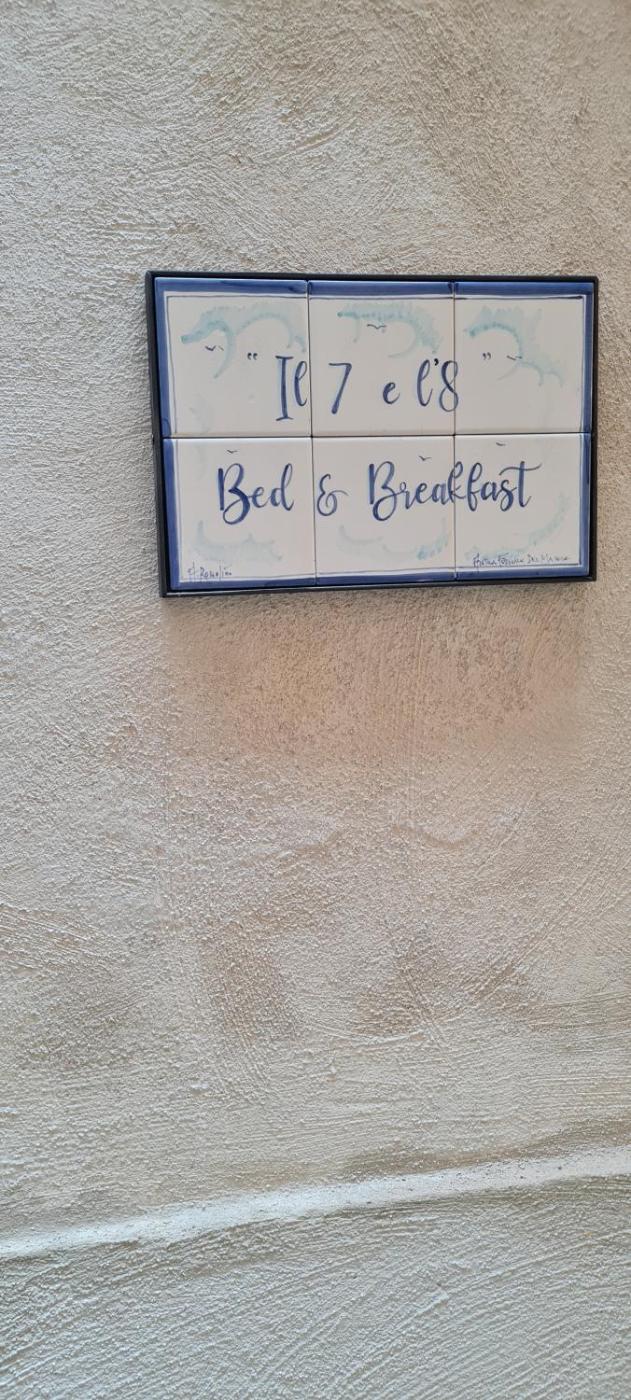 " Il 7 e l'8 "
Bed & Breakfast